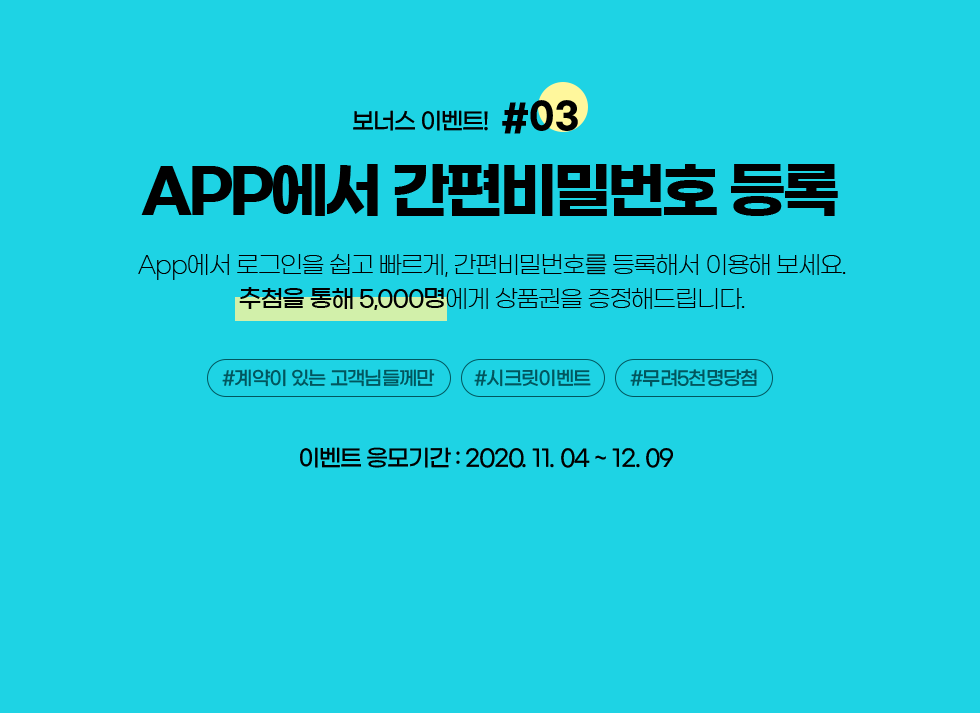 보너스 이벤트! #03
APP에서 간편비밀번호 등록
App에서 로그인을 쉽고 빠르게, 간편비밀번호를 등록해서 이용해 보세요.
추첨을 통해 5,000명에게 상품권을 증정해드립니다.
#계약이 있는 고객님들께만 #시크릿이벤트 #무려5천명당첨
이벤트 응모기간 : 2020. 11. 04 ~ 12. 09